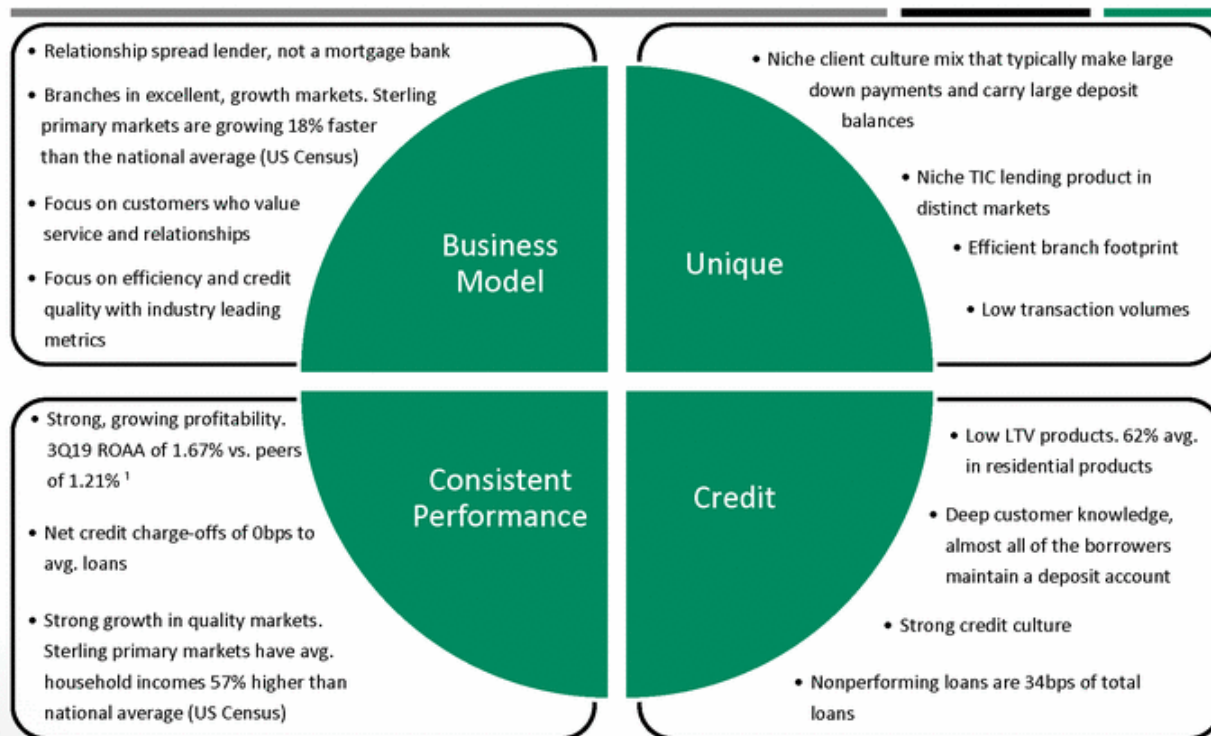 • Relationship spread lender, not a mortgage bank
• Branches in excellent, growth markets. Sterling
primary markets are growing 18% faster
than the national average (US Census)
• Focus on customers who value
service and relationships
• Focus on efficiency and credit
quality with industry leading
metrics
Business
Model
Unique
• Niche client culture mix that typically make large
down payments and carry large deposit
balances
• Niche TIC lending product in
distinct markets
• Efficient branch footprint
• Low transaction volumes
• Strong, growing profitability.
3Q19 ROAA of 1.67% vs. peers
of 1.21% ¹
• Net credit charge-offs of 0bps to
avg. loans
• Strong growth in quality markets.
Sterling primary markets have avg.
household incomes 57% higher than
national average (US Census)
Consistent
Performance
Credit
• Low LTV products. 62% avg.
in residential products
• Deep customer knowledge,
almost all of the borrowers
maintain a deposit account
• Strong credit culture
• Nonperforming loans are 34bps of total
loans